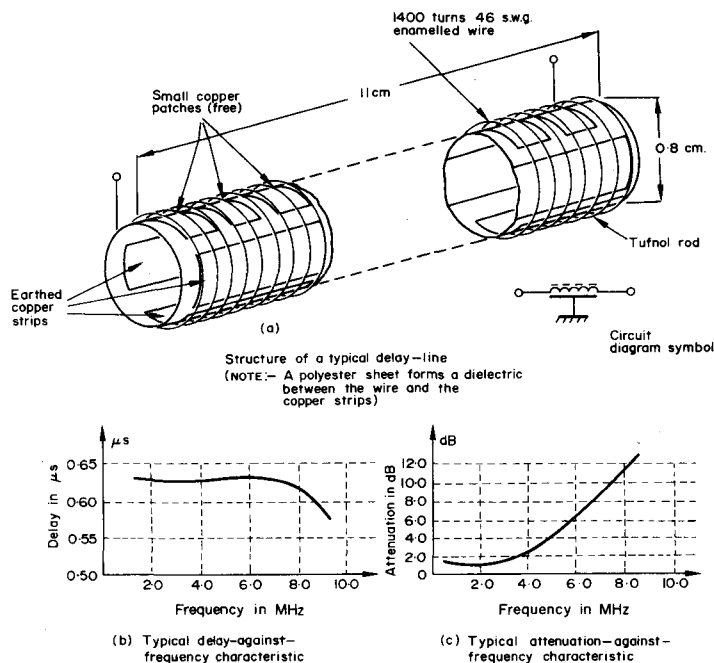 1400 turns 46 s.w.g.
enamelled wire
Small copper
patches (free)
11cm
0·8 cm.
Tufnol rod
Earthed
copper
strips
(a)
Circuit
diagram symbol
Structure of a typical delay-line
(NOTE:- A polyester sheet forms a dielectric
between the wire and the
copper strips)
μs
Delay in μs
0·65
0·60
0·55
0·50
2·0 4·0 6·0 8·0 10·0
Frequency in MHz
(b) Typical delay-against-
frequency characteristic
dB
Attenuation in dB
12·0
10·0
8·0
6·0
4·0
2·0
0
2·0 4·0 6·0 8·0 10·0
Frequency in MHz
(c) Typical attenuation-against-
frequency characteristic